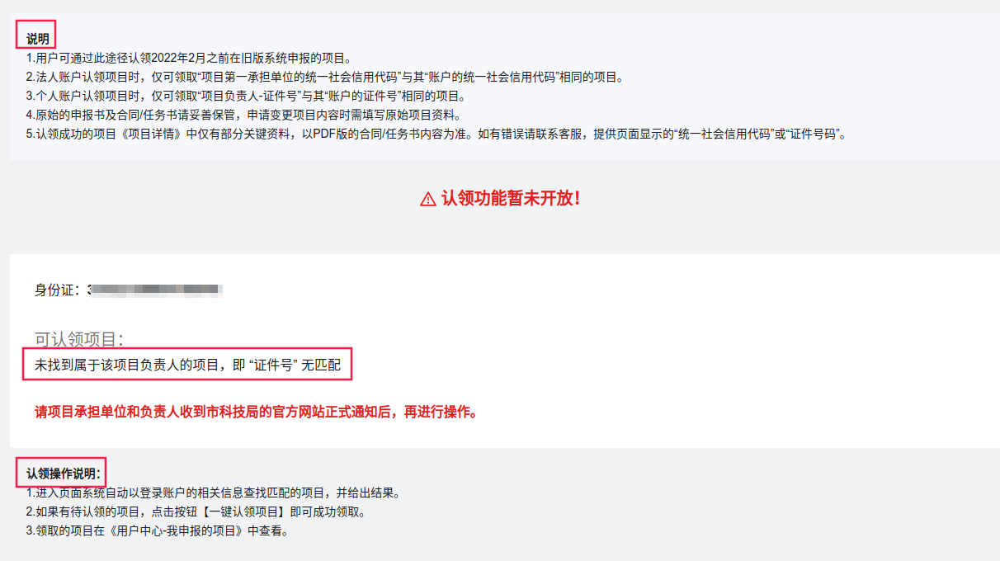 说明
1.用户可通过此途径认领2022年2月之前在旧版系统申报的项目。
2.法人账户认领项目时，仅可领取“项目第一承担单位的统一社会信用代码”与其“账户的统一社会信用代码”相同的项目。
3.个人账户认领项目时，仅可领取“项目负责人-证件号”与其“账户的证件号”相同的项目。
4.原始的申报书及合同/任务书请妥善保管，申请变更项目内容时需填写原始项目资料。
5.认领成功的项目《项目详情》中仅有部分关键资料，以PDF版的合同/任务书内容为准。如有错误请联系客服，提供页面显示的“统一社会信用代码”或“证件号码”。
认领功能暂未开放！
身份证：3
可认领项目：
未找到属于该项目负责人的项目，即 “证件号” 无匹配
请项目承担单位和负责人收到市科技局的官方网站正式通知后，再进行操作。
认领操作说明：
1.进入页面系统自动以登录账户的相关信息查找匹配的项目，并给出结果。
2.如果有待认领的项目，点击按钮【一键认领项目】即可成功领取。
3.领取的项目在《用户中心-我申报的项目》中查看。